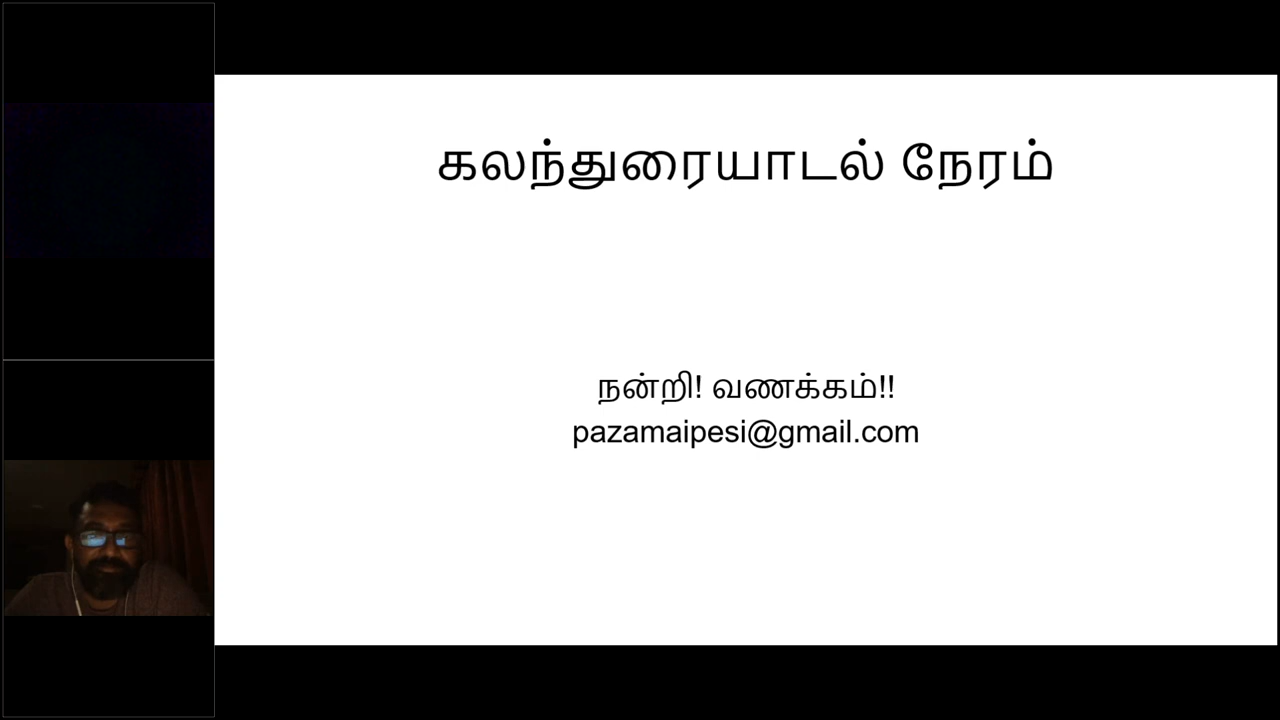 கலந்துரையாடல் நேரம்
நன்றி! வணக்கம்!!
pazamaipesi@gmail.com